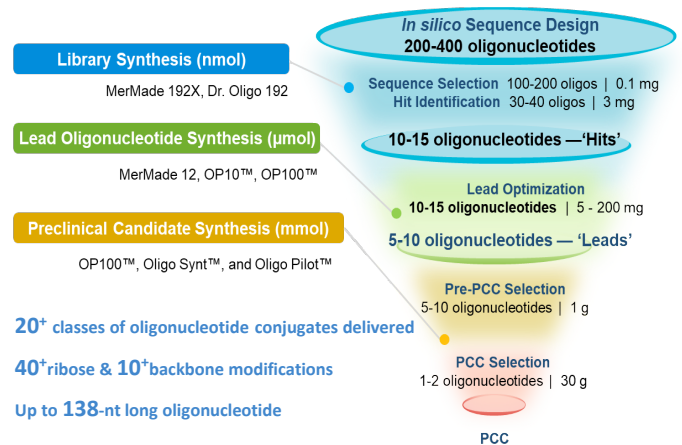 In silico Sequence Design
200-400 oligonucleotides
Library Synthesis (nmol)
MerMade 192X, Dr. Oligo 192
Sequence Selection 100-200 oligos | 0.1 mg
Hit Identification 30-40 oligos | 3 mg
10-15 oligonucleotides —‘Hits’
Lead Oligonucleotide Synthesis (µmol)
MerMade 12, OP10™, OP100™
Lead Optimization
10-15 oligonucleotides | 5 - 200 mg
5-10 oligonucleotides — ‘Leads’
Preclinical Candidate Synthesis (mmol)
OP100™, Oligo Synt™, and Oligo Pilot™
Pre-PCC Selection
5-10 oligonucleotides | 1 g
20⁺ classes of oligonucleotide conjugates delivered
40⁺ribose & 10⁺backbone modifications
Up to 138-nt long oligonucleotide
PCC Selection
1-2 oligonucleotides | 30 g
PCC